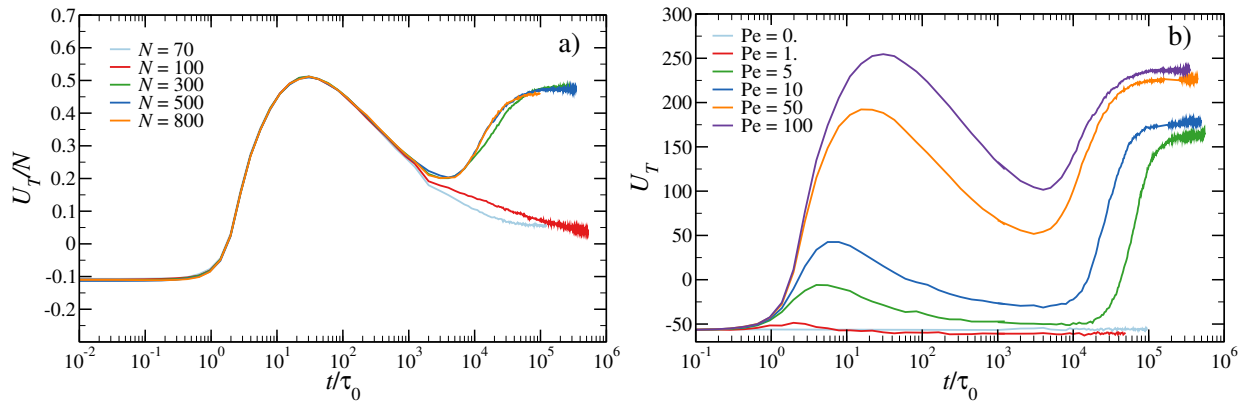 a)
0.7
0.6
0.5
0.4
0.3
0.2
0.1
0
-0.1
-0.2
U_T/N
N = 70
N = 100
N = 300
N = 500
N = 800
10^-2
10^-1
10^0
10^1
10^2
10^3
10^4
10^5
10^6
t/τ_0
b)
300
250
200
150
100
50
0
-50
U_T
Pe = 0.
Pe = 1.
Pe = 5
Pe = 10
Pe = 50
Pe = 100
10^-1
10^0
10^1
10^2
10^3
10^4
10^5
10^6
t/τ_0